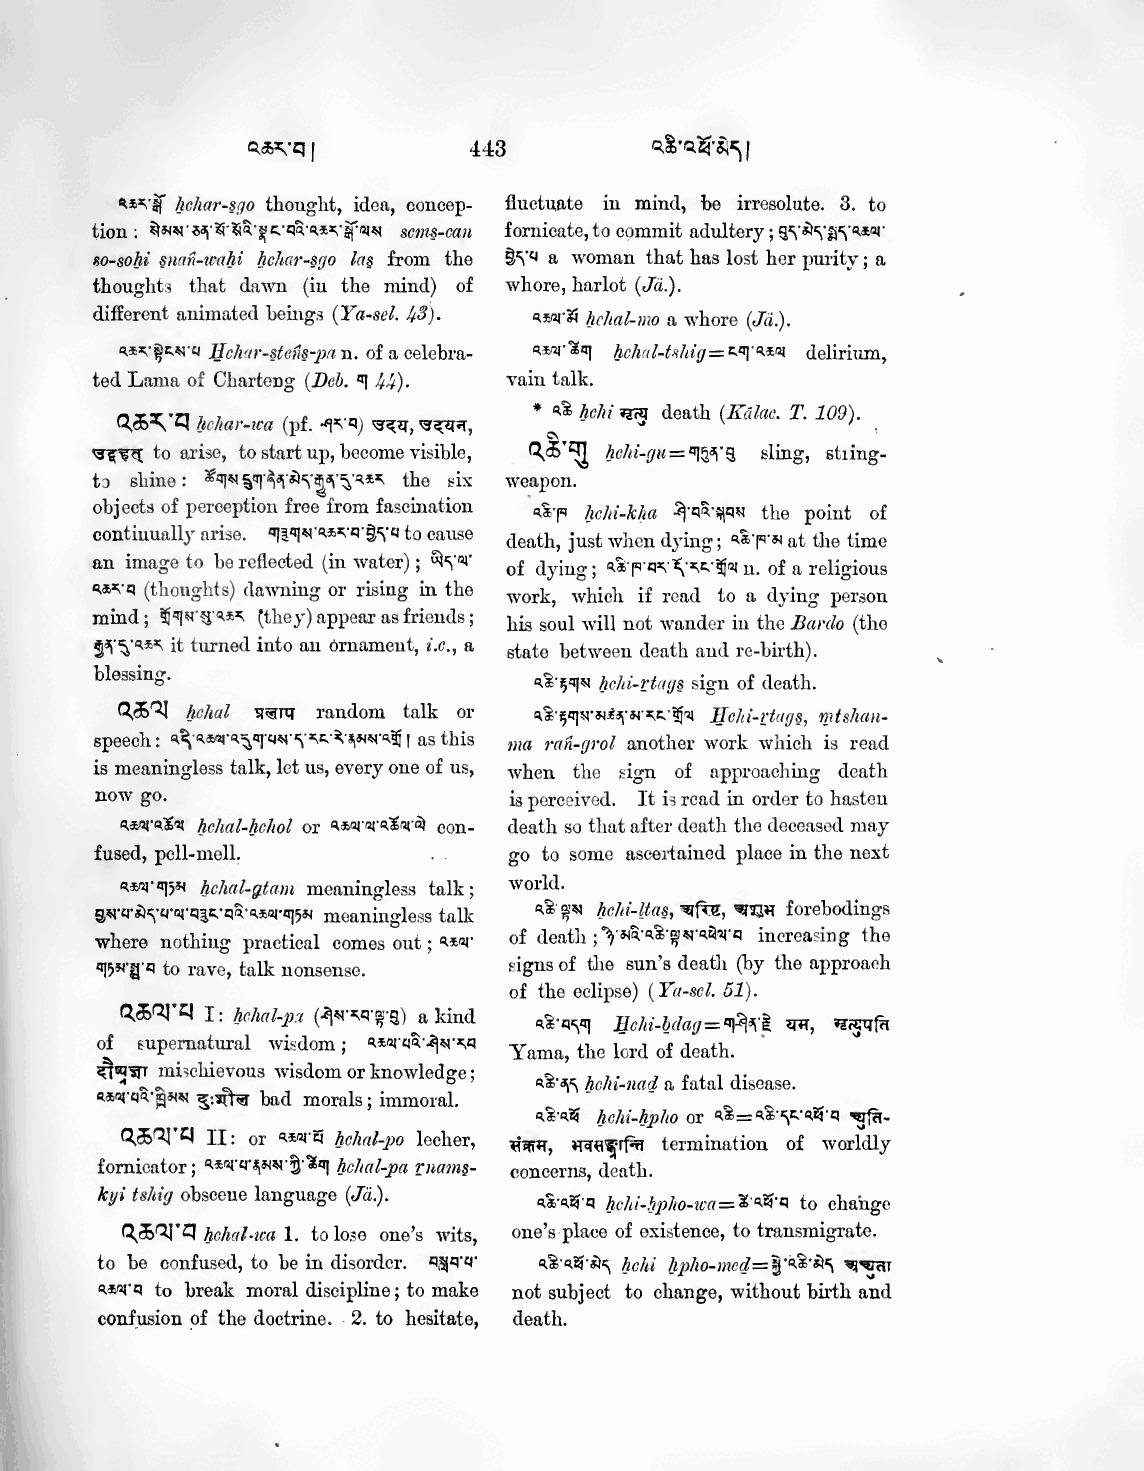 འཆར་བ། 443 འཆི་འཕོ་མེད།
འཆར་སྒོ ḥchar-sgo thought, idea, concep-
tion : སེམས་ཅན་སོ་སོའི་སྣང་བའི་འཆར་སྒོ་ལས sems-can
so-soḥi snaṅ-waḥi ḥchar-sgo las from the
thoughts that dawn (in the mind) of
different animated beings (Ya-sel. 43).
འཆར་སྟེངས་པ Ḥchar-steṅs-pa n. of a celebra-
ted Lama of Charteng (Deb. ག 44).
འཆར་བ ḥchar-wa (pf. ཤར་བ) उदय, उदयन,
to arise, to start up, become visible,
to shine : ཚོགས་དྲུག་ཞེན་མེད་རྒྱུན་དུ་འཆར the six
objects of perception free from fascination
continually arise. གཟུགས་འཆར་བ་བྱེད་པ to cause
an image to be reflected (in water) ; ཡིད་ལ་
འཆར་བ (thoughts) dawning or rising in the
mind ; གྲོགས་སུ་འཆར (they) appear as friends ;
རྒྱན་དུ་འཆར it turned into an ornament, i.e., a
blessing.
འཆལ ḥchal प्रलाप random talk or
speech : as this
is meaningless talk, let us, every one of us,
now go.
འཆལ་འཆོལ ḥchal-ḥchol or འཆལ་ལ་འཆོལ་ལེ con-
fused, pell-mell.
འཆལ་གཏམ ḥchal-gtam meaningless talk ;
བྱས་པ་མེད་པ་ལ་བཟང་བའི་འཆལ་གཏམ meaningless talk
where nothing practical comes out ; འཆལ་
གཏམ་སྨྲ་བ to rave, talk nonsense.
འཆལ་པ I : ḥchal-pa (ཤེས་རབ་ལྟ་བུ) a kind
of supernatural wisdom ; འཆལ་པའི་ཤེས་རབ
दौष्प्रज्ञा mischievous wisdom or knowledge ;
འཆལ་པའི་ཁྲིམས दुःशील bad morals ; immoral.
འཆལ་པ II : or འཆལ་པོ ḥchal-po lecher,
fornicator ; འཆལ་པ་རྣམས་ཀྱི་ཚིག ḥchal-pa rnams-
kyi tshig obscene language (Jä.).
འཆལ་བ ḥchal-wa 1. to lose one's wits,
to be confused, to be in disorder. བསླབ་པ་
འཆལ་བ to break moral discipline ; to make
confusion of the doctrine. 2. to hesitate,
fluctuate in mind, be irresolute. 3. to
fornicate, to commit adultery ; བུད་མེད་སྨད་འཆལ་
བྱེད་པ a woman that has lost her purity ; a
whore, harlot (Jä.).
འཆལ་མོ ḥchal-mo a whore (Jä.).
འཆལ་ཚིག ḥchal-tshig=ངག་འཆལ delirium,
vain talk.
* འཆི ḥchi मृत्यु death (Kālac. T. 109).
འཆི་གུ ḥchi-gu=གཏུན་བུ sling, string-
weapon.
འཆི་ཁ ḥchi-kha ཤི་བའི་སྐབས the point of
death, just when dying ; འཆི་ཁ་མ at the time
of dying ; འཆི་ཁ་བར་དོ་རང་གྲོལ n. of a religious
work, which if read to a dying person
his soul will not wander in the Bardo (the
state between death and re-birth).
འཆི་རྟགས ḥchi-rtags sign of death.
འཆི་རྟགས་མཚན་མ་རང་གྲོལ Ḥchi-rtags, mtshan-
ma raṅ-grol another work which is read
when the sign of approaching death
is perceived. It is read in order to hasten
death so that after death the deceased may
go to some ascertained place in the next
world.
འཆི་ལྟས ḥchi-ltas, अरिष्ट, अशुभ forebodings
of death ; ཉི་མའི་འཆི་ལྟས་འཕེལ་བ increasing the
signs of the sun's death (by the approach
of the eclipse) (Ya-sel. 51).
འཆི་བདག Ḥchi-bdag=གཤིན་རྗེ यम, मृत्युपति
Yama, the lord of death.
འཆི་ནད ḥchi-nad a fatal disease.
འཆི་འཕོ ḥchi-ḥpho or འཆི=འཆི་དང་འཕོ་བ च्युति-
संक्रम, भवसङ्क्रान्ति termination of worldly
concerns, death.
འཆི་འཕོ་བ ḥchi-ḥpho-wa=ཚེ་འཕོ་བ to change
one's place of existence, to transmigrate.
འཆི་འཕོ་མེད ḥchi ḥpho-med=སྐྱེ་འཆི་མེད अच्युता
not subject to change, without birth and
death.